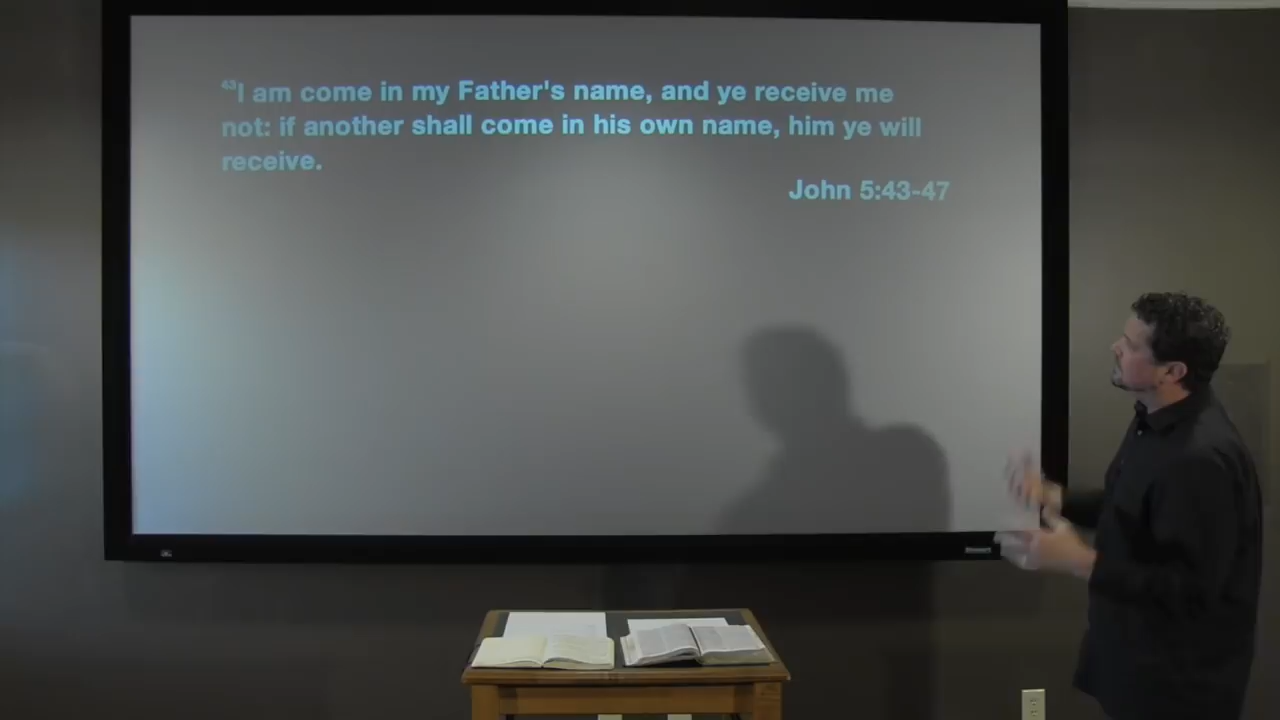 ⁴³I am come in my Father's name, and ye receive me
not: if another shall come in his own name, him ye will
receive.
John 5:43-47
Stewart